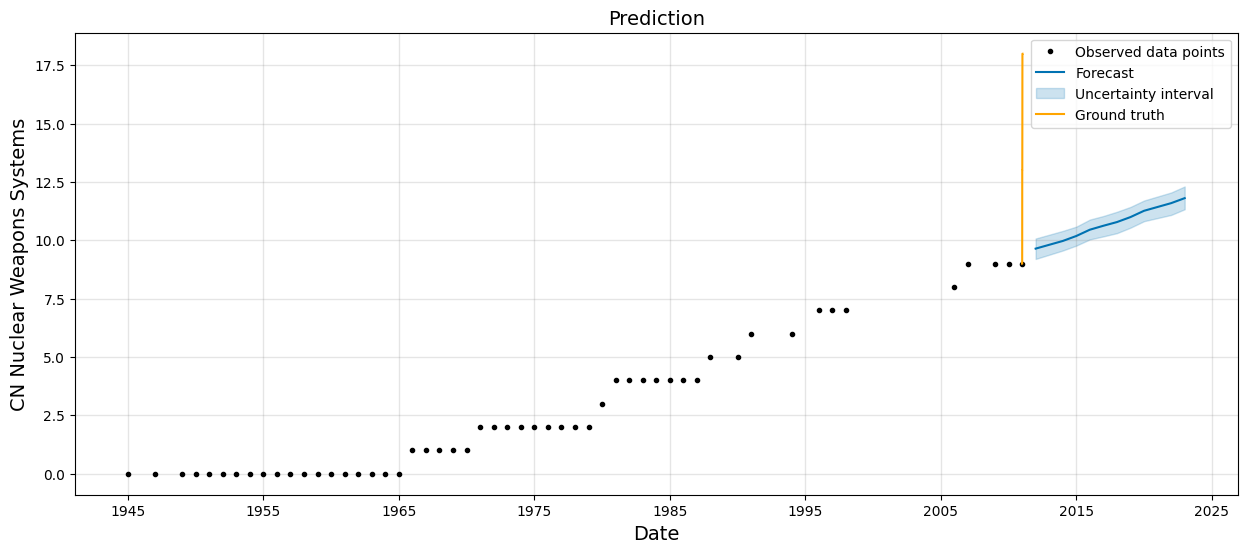 Prediction
CN Nuclear Weapons Systems
17.5
15.0
12.5
10.0
7.5
5.0
2.5
0.0
Observed data points
Forecast
Uncertainty interval
Ground truth
1945 1955 1965 1975 1985 1995 2005 2015 2025
Date